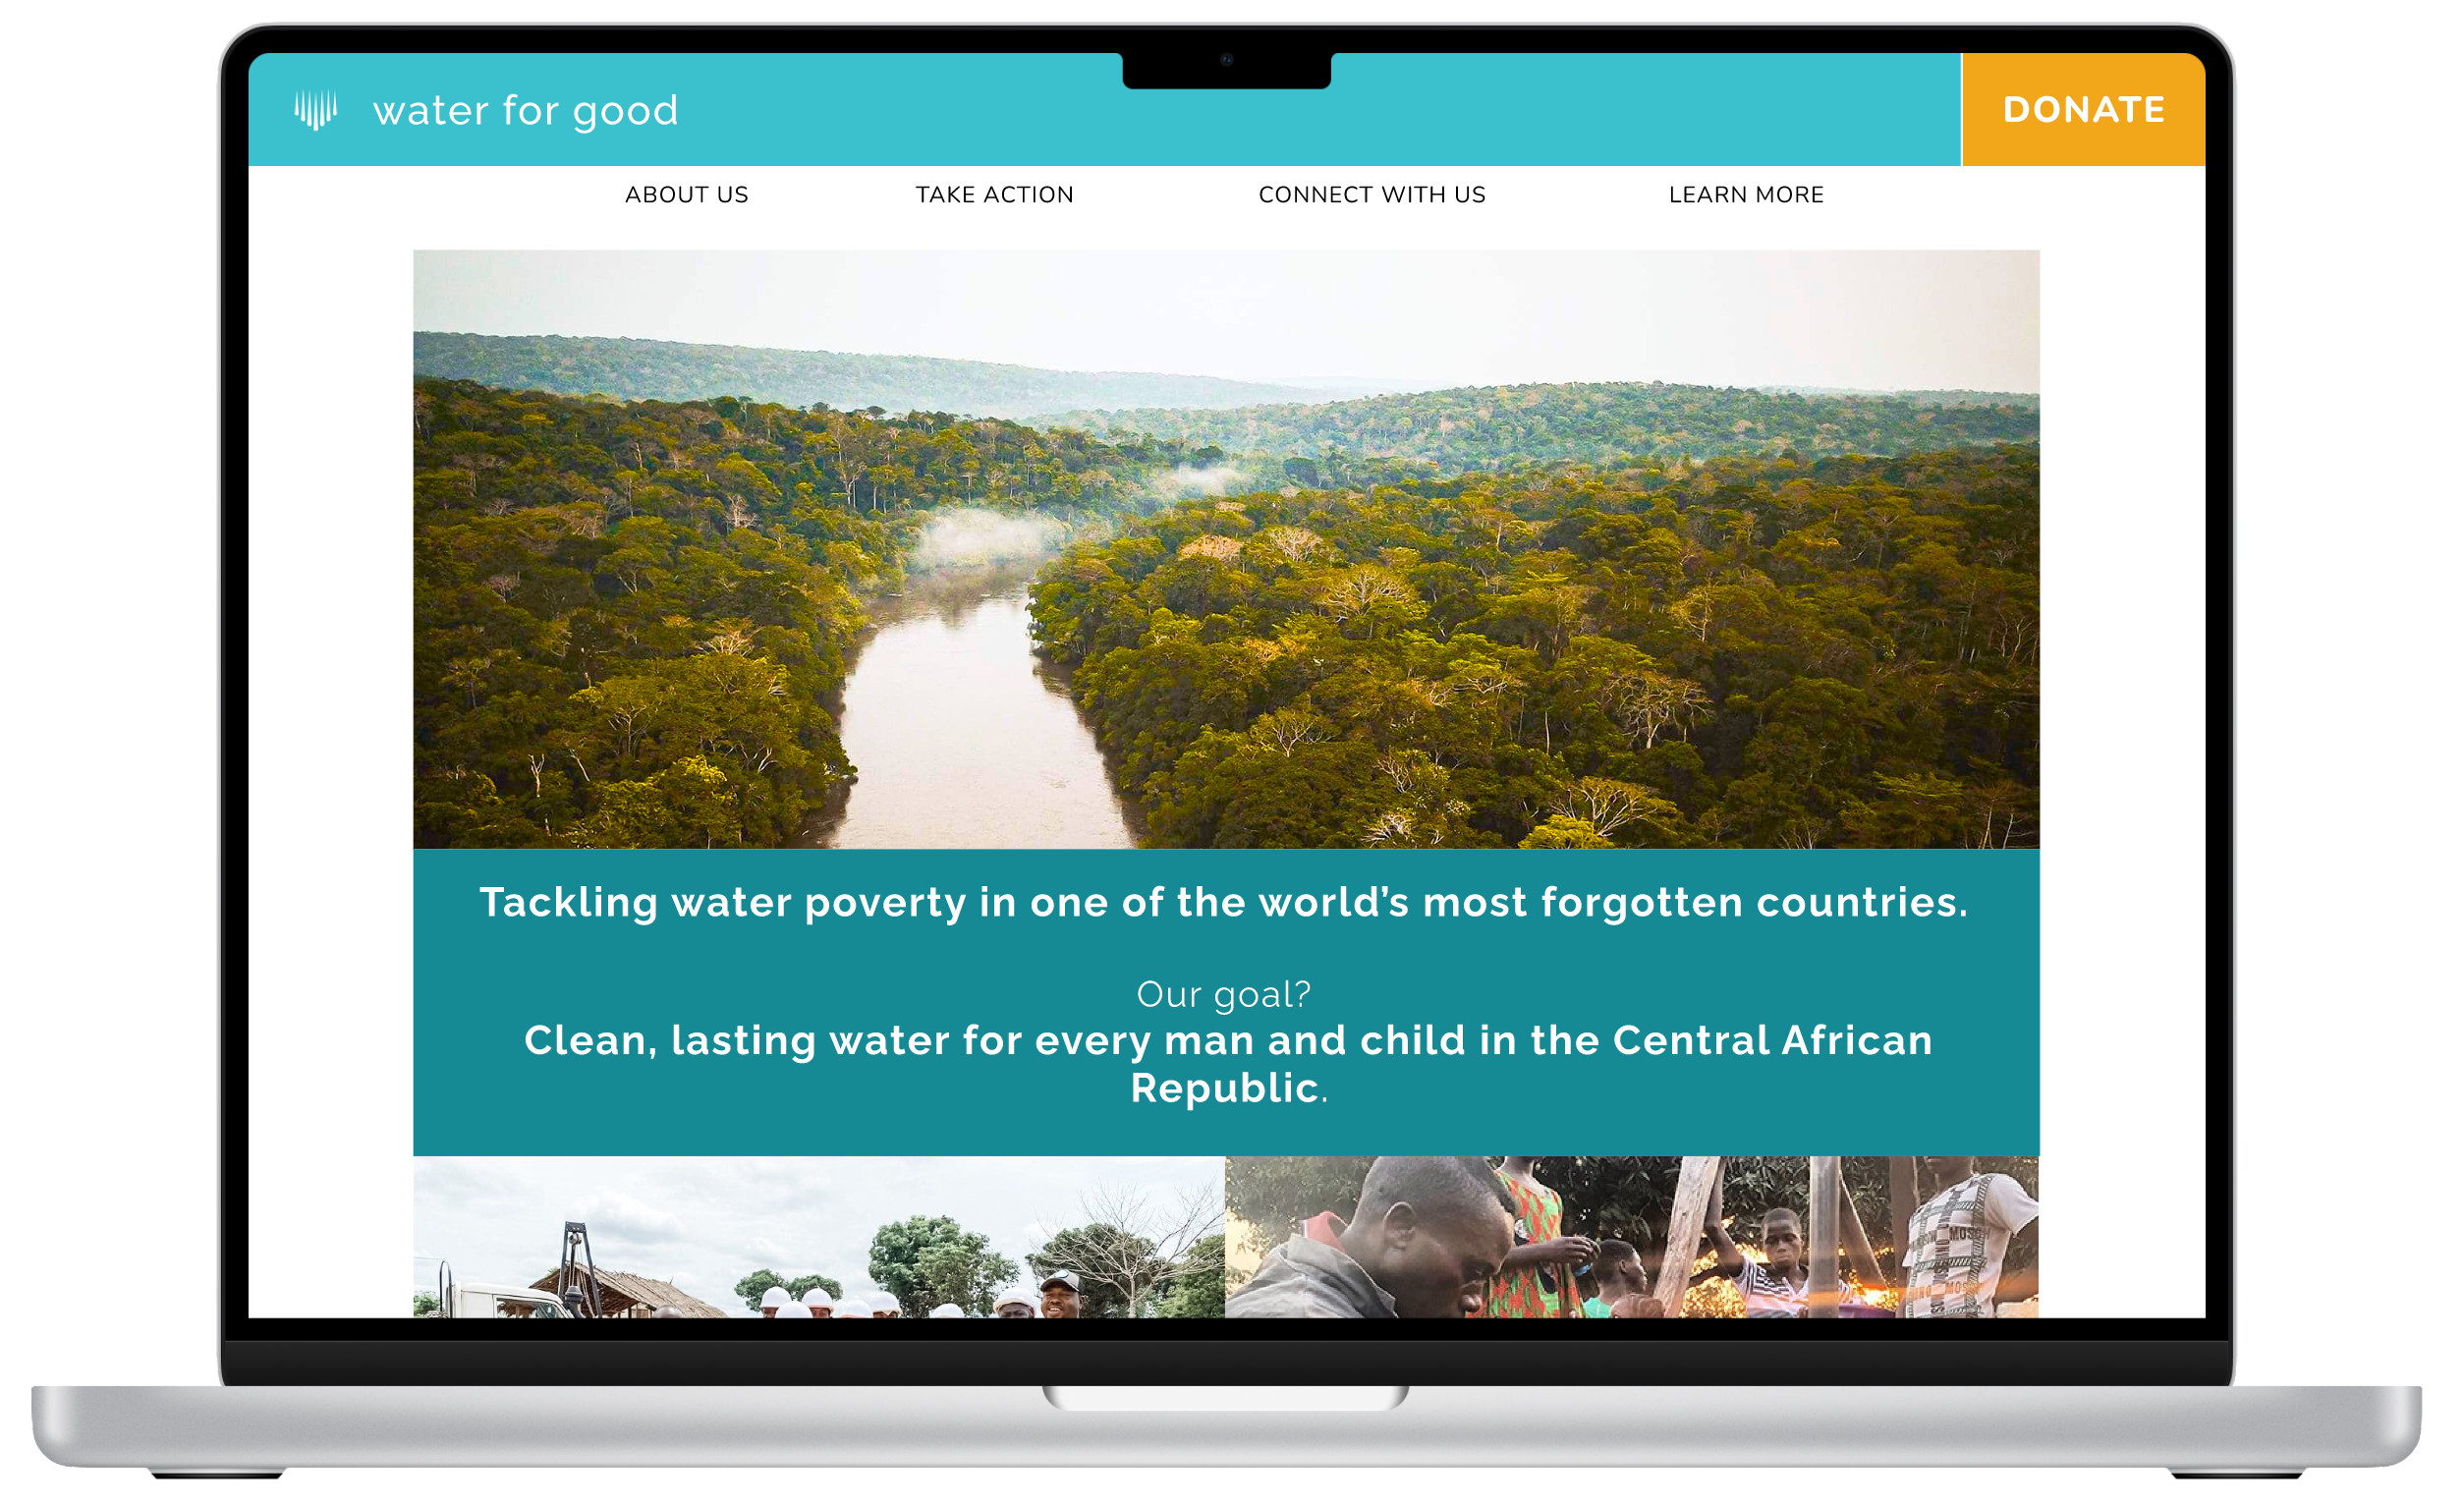 water for good
DONATE
ABOUT US
TAKE ACTION
CONNECT WITH US
LEARN MORE
Tackling water poverty in one of the world’s most forgotten countries.
Our goal?
Clean, lasting water for every man and child in the Central African
Republic.